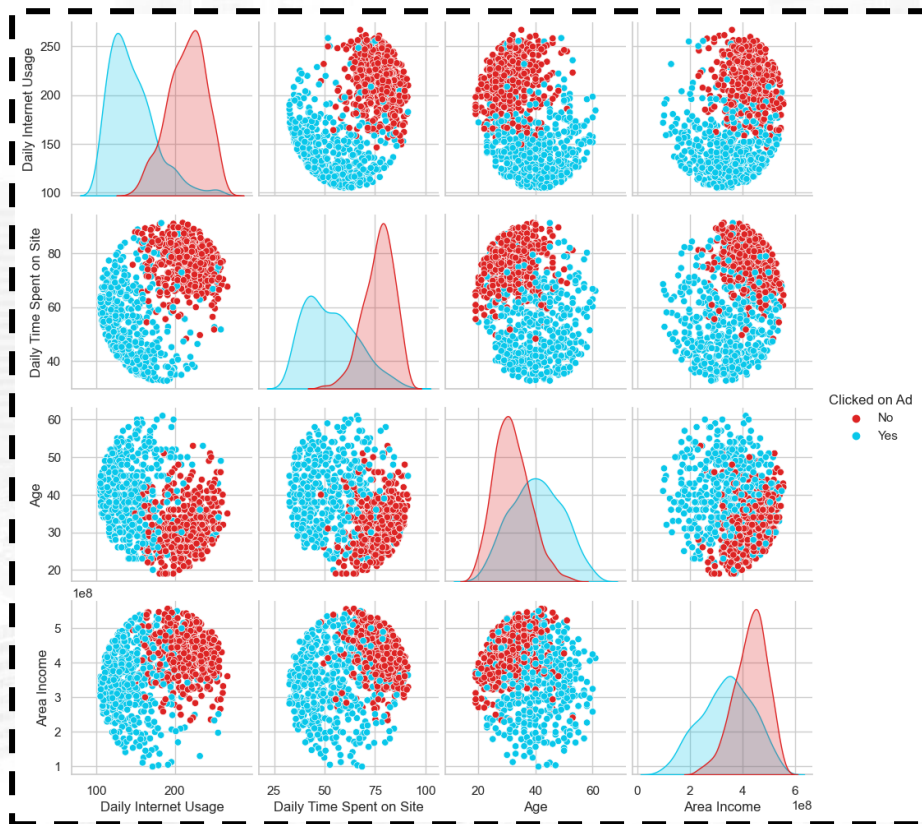 Daily Internet Usage
250
200
150
100
Daily Time Spent on Site
80
60
40
Age
60
50
40
30
20
Area Income
1e8
5
4
3
2
1
100 200
Daily Internet Usage
25 50 75 100
Daily Time Spent on Site
20 40 60
Age
0 2 4 6
1e8
Area Income
Clicked on Ad
No
Yes